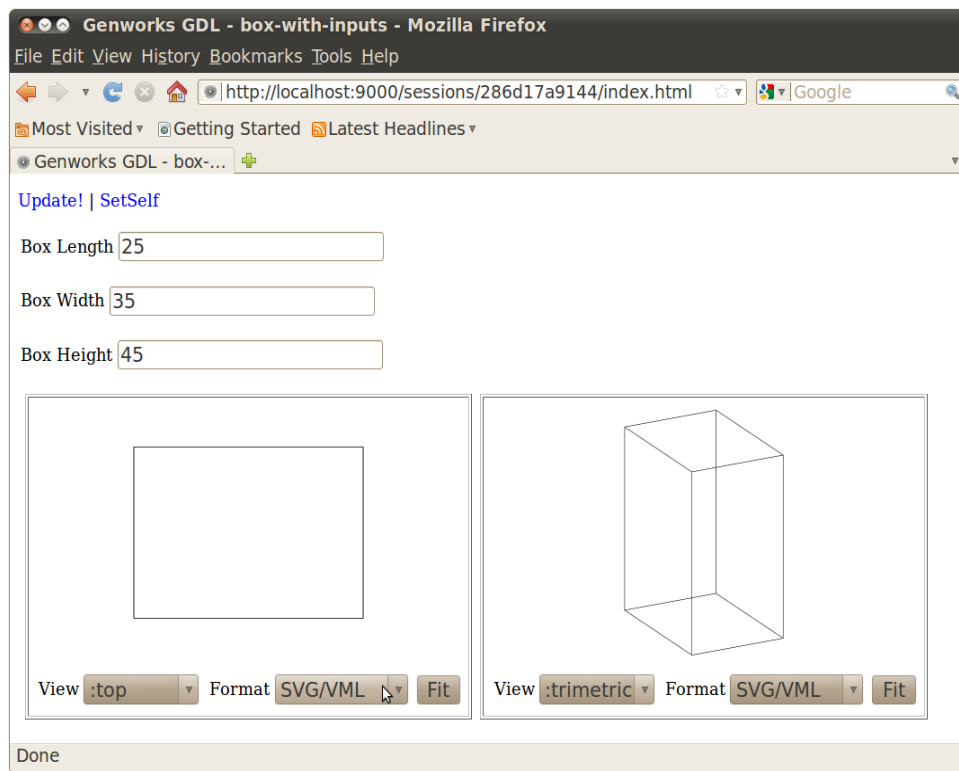 Genworks GDL - box-with-inputs - Mozilla Firefox
File Edit View History Bookmarks Tools Help
http://localhost:9000/sessions/286d17a9144/index.html Google
Most Visited Getting Started Latest Headlines
Genworks GDL - box-...
Update! | SetSelf
Box Length 25
Box Width 35
Box Height 45
View :top Format SVG/VML Fit View :trimetric Format SVG/VML Fit
Done